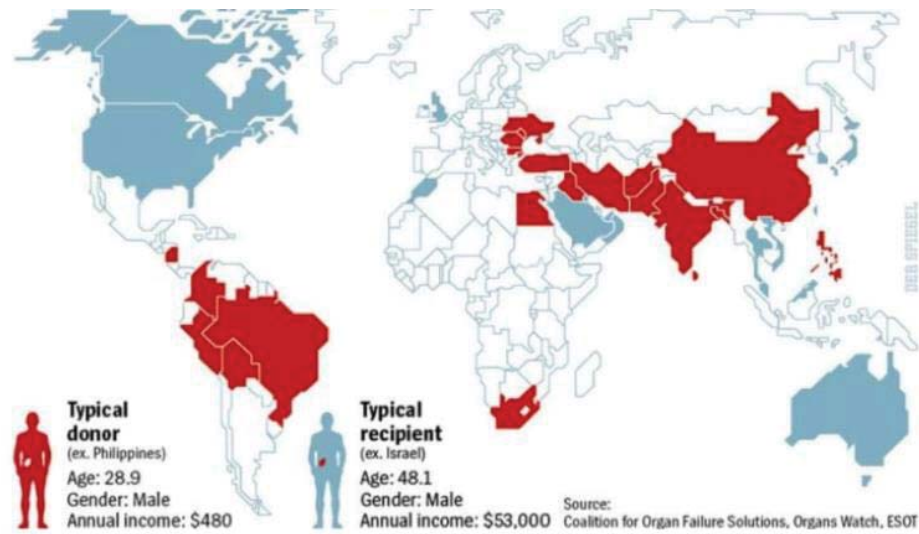 DER SPIEGEL
Typical
donor
(ex. Philippines)
Age: 28.9
Gender: Male
Annual income: $480
Typical
recipient
(ex. Israel)
Age: 48.1
Gender: Male
Annual income: $53,000
Source:
Coalition for Organ Failure Solutions, Organs Watch, ESOT